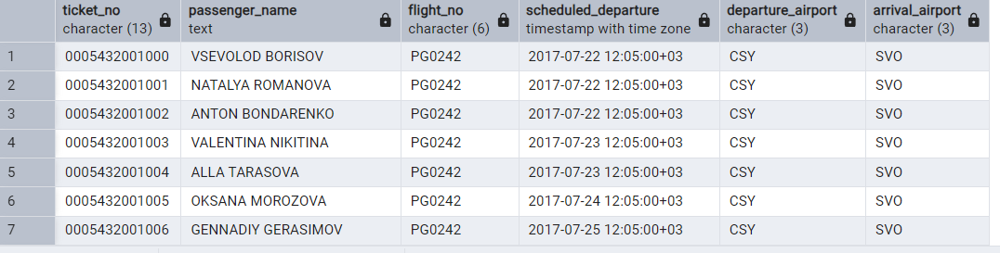 ticket_no passenger_name flight_no scheduled_departure departure_airport arrival_airport
character (13) text character (6) timestamp with time zone character (3) character (3)
1 0005432001000 VSEVOLOD BORISOV PG0242 2017-07-22 12:05:00+03 CSY SVO
2 0005432001001 NATALYA ROMANOVA PG0242 2017-07-22 12:05:00+03 CSY SVO
3 0005432001002 ANTON BONDARENKO PG0242 2017-07-22 12:05:00+03 CSY SVO
4 0005432001003 VALENTINA NIKITINA PG0242 2017-07-23 12:05:00+03 CSY SVO
5 0005432001004 ALLA TARASOVA PG0242 2017-07-23 12:05:00+03 CSY SVO
6 0005432001005 OKSANA MOROZOVA PG0242 2017-07-24 12:05:00+03 CSY SVO
7 0005432001006 GENNADIY GERASIMOV PG0242 2017-07-25 12:05:00+03 CSY SVO